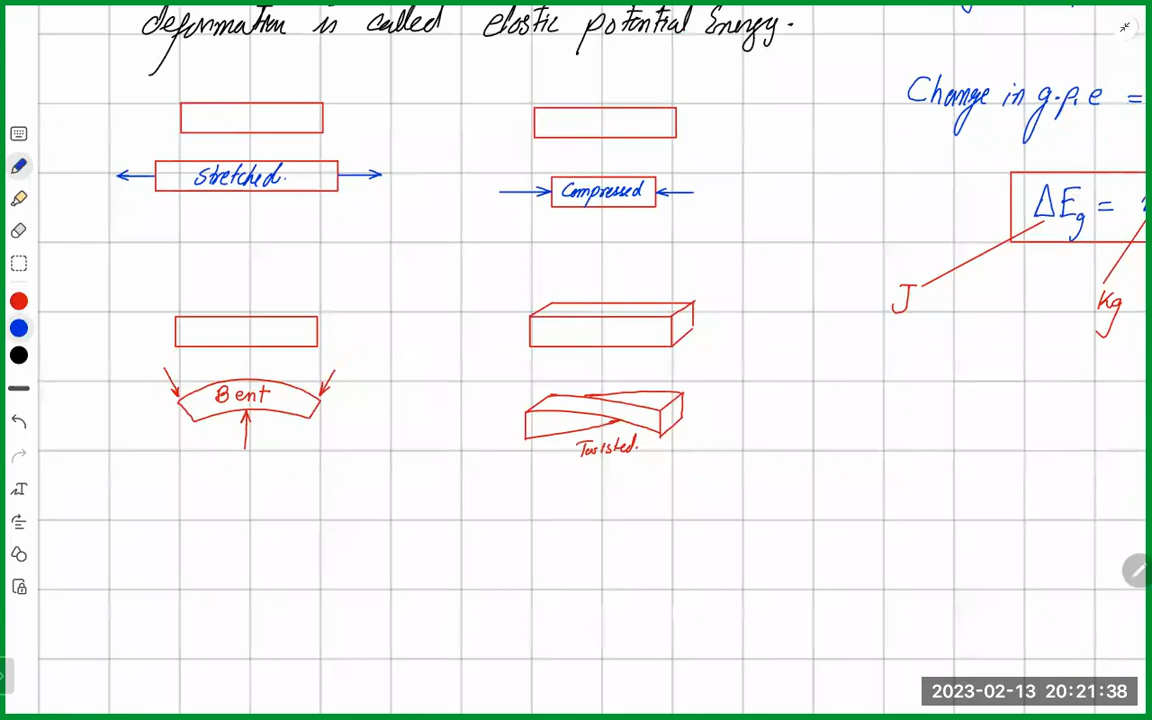 deformation is called elastic potential Energy.
Change in g.p.e =
Stretched.
Compressed
ΔEg =
J
Kg
Bent
Twisted.
2023-02-13 20:21:38